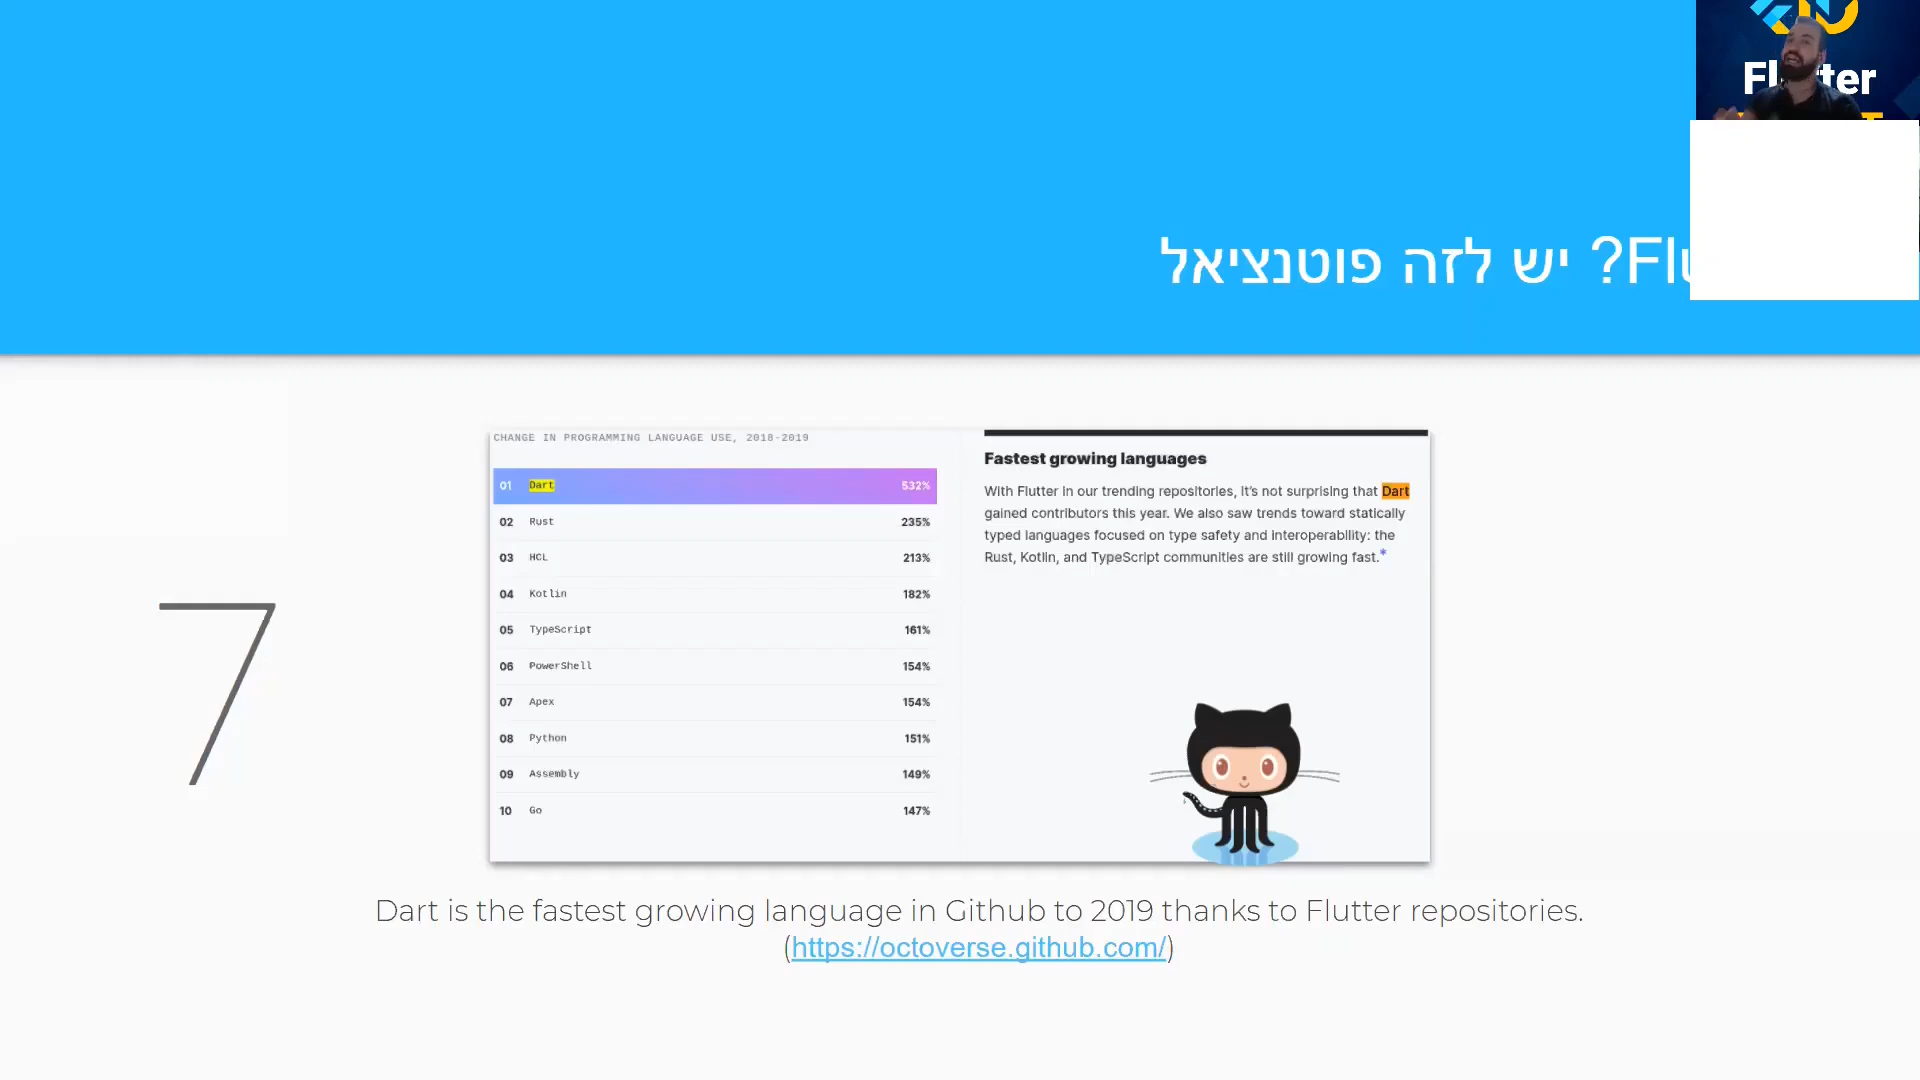 יש לזה פוטנציאל ?Fl
7
CHANGE IN PROGRAMMING LANGUAGE USE, 2018-2019
01 Dart 532%
02 Rust 235%
03 HCL 213%
04 Kotlin 182%
05 TypeScript 161%
06 PowerShell 154%
07 Apex 154%
08 Python 151%
09 Assembly 149%
10 Go 147%
Fastest growing languages
With Flutter in our trending repositories, it's not surprising that Dart
gained contributors this year. We also saw trends toward statically
typed languages focused on type safety and interoperability: the
Rust, Kotlin, and TypeScript communities are still growing fast.*
Dart is the fastest growing language in Github to 2019 thanks to Flutter repositories.
(https://octoverse.github.com/)